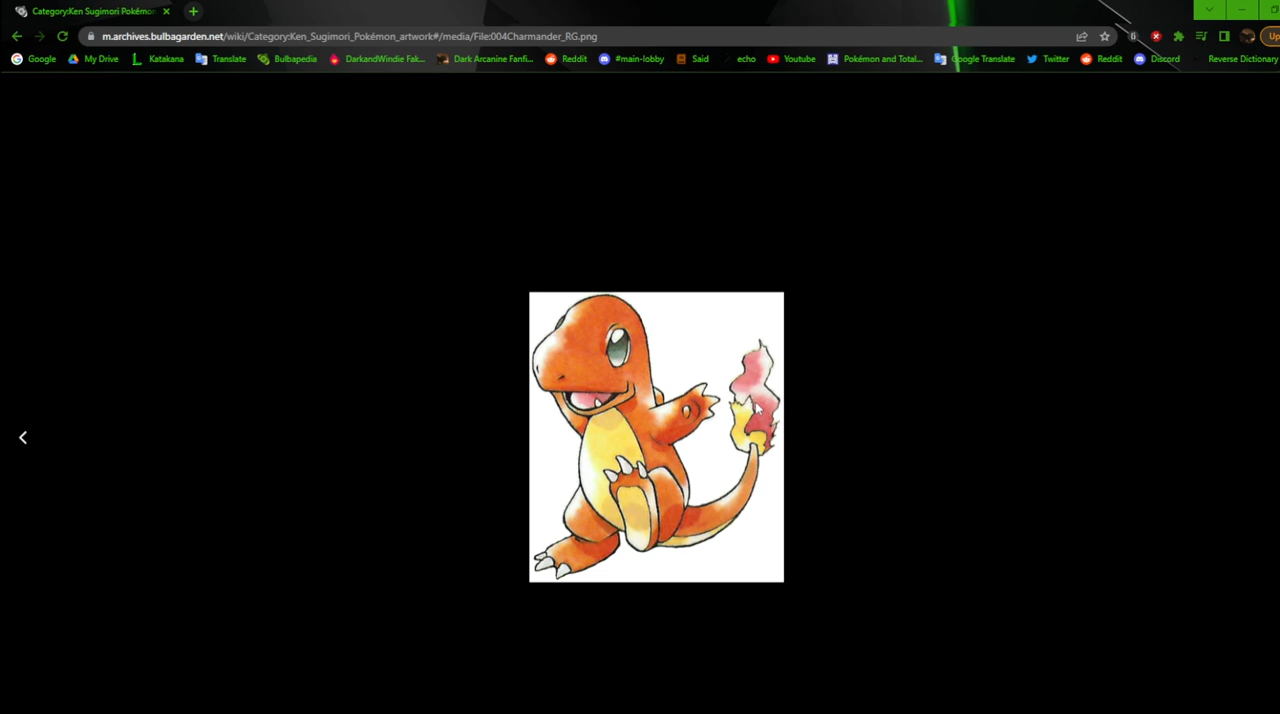 Category:Ken Sugimori Pokémon
m.archives.bulbagarden.net/wiki/Category:Ken_Sugimori_Pokémon_artwork#/media/File:004Charmander_RG.png
Up
Google My Drive Katakana Translate Bulbapedia DarkandWindie Fak... Dark Arcanine Fanfi... Reddit #main-lobby Said echo Youtube Pokémon and Total... Google Translate Twitter Reddit Discord Reverse Dictionary